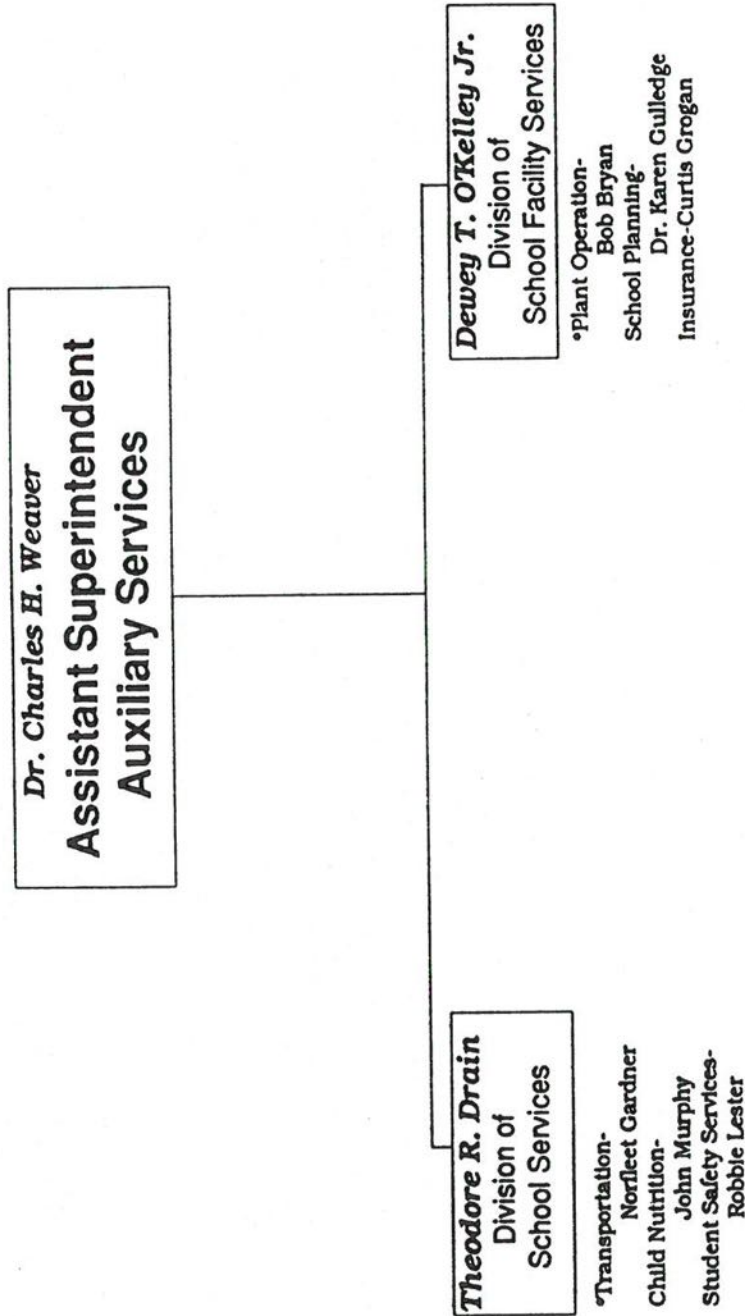 Dr. Charles H. Weaver
Assistant Superintendent
Auxiliary Services
Theodore R. Drain
Division of
School Services
*Transportation-
Norfleet Gardner
Child Nutrition-
John Murphy
Student Safety Services-
Robbie Lester
Dewey T. O'Kelley Jr.
Division of
School Facility Services
*Plant Operation-
Bob Bryan
School Planning-
Dr. Karen Gulledge
Insurance-Curtis Grogan